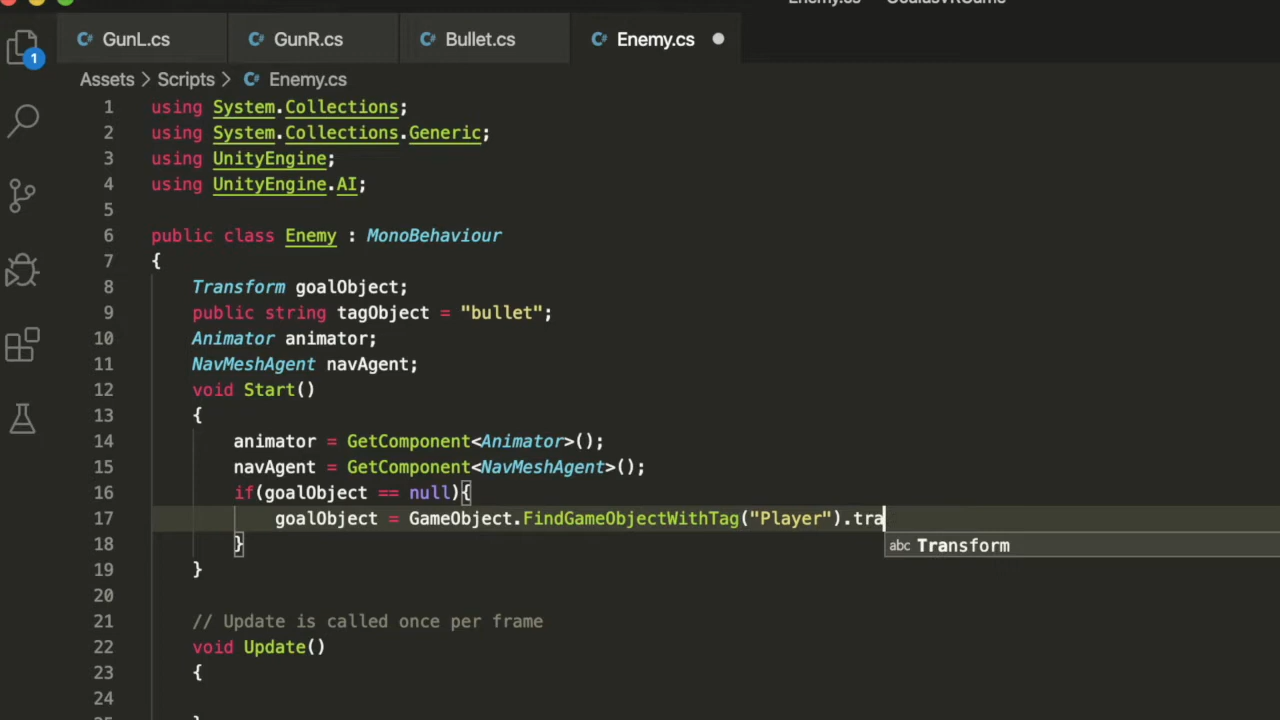 Enemy.cs
GunL.cs GunR.cs Bullet.cs Enemy.cs
1
Assets > Scripts > Enemy.cs
1 using System.Collections;
2 using System.Collections.Generic;
3 using UnityEngine;
4 using UnityEngine.AI;
5
6 public class Enemy : MonoBehaviour
7 {
8 Transform goalObject;
9 public string tagObject = "bullet";
10 Animator animator;
11 NavMeshAgent navAgent;
12 void Start()
13 {
14 animator = GetComponent<Animator>();
15 navAgent = GetComponent<NavMeshAgent>();
16 if(goalObject == null){
17 goalObject = GameObject.FindGameObjectWithTag("Player").tra
abc Transform
18 }
19 }
20
21 // Update is called once per frame
22 void Update()
23 {
24